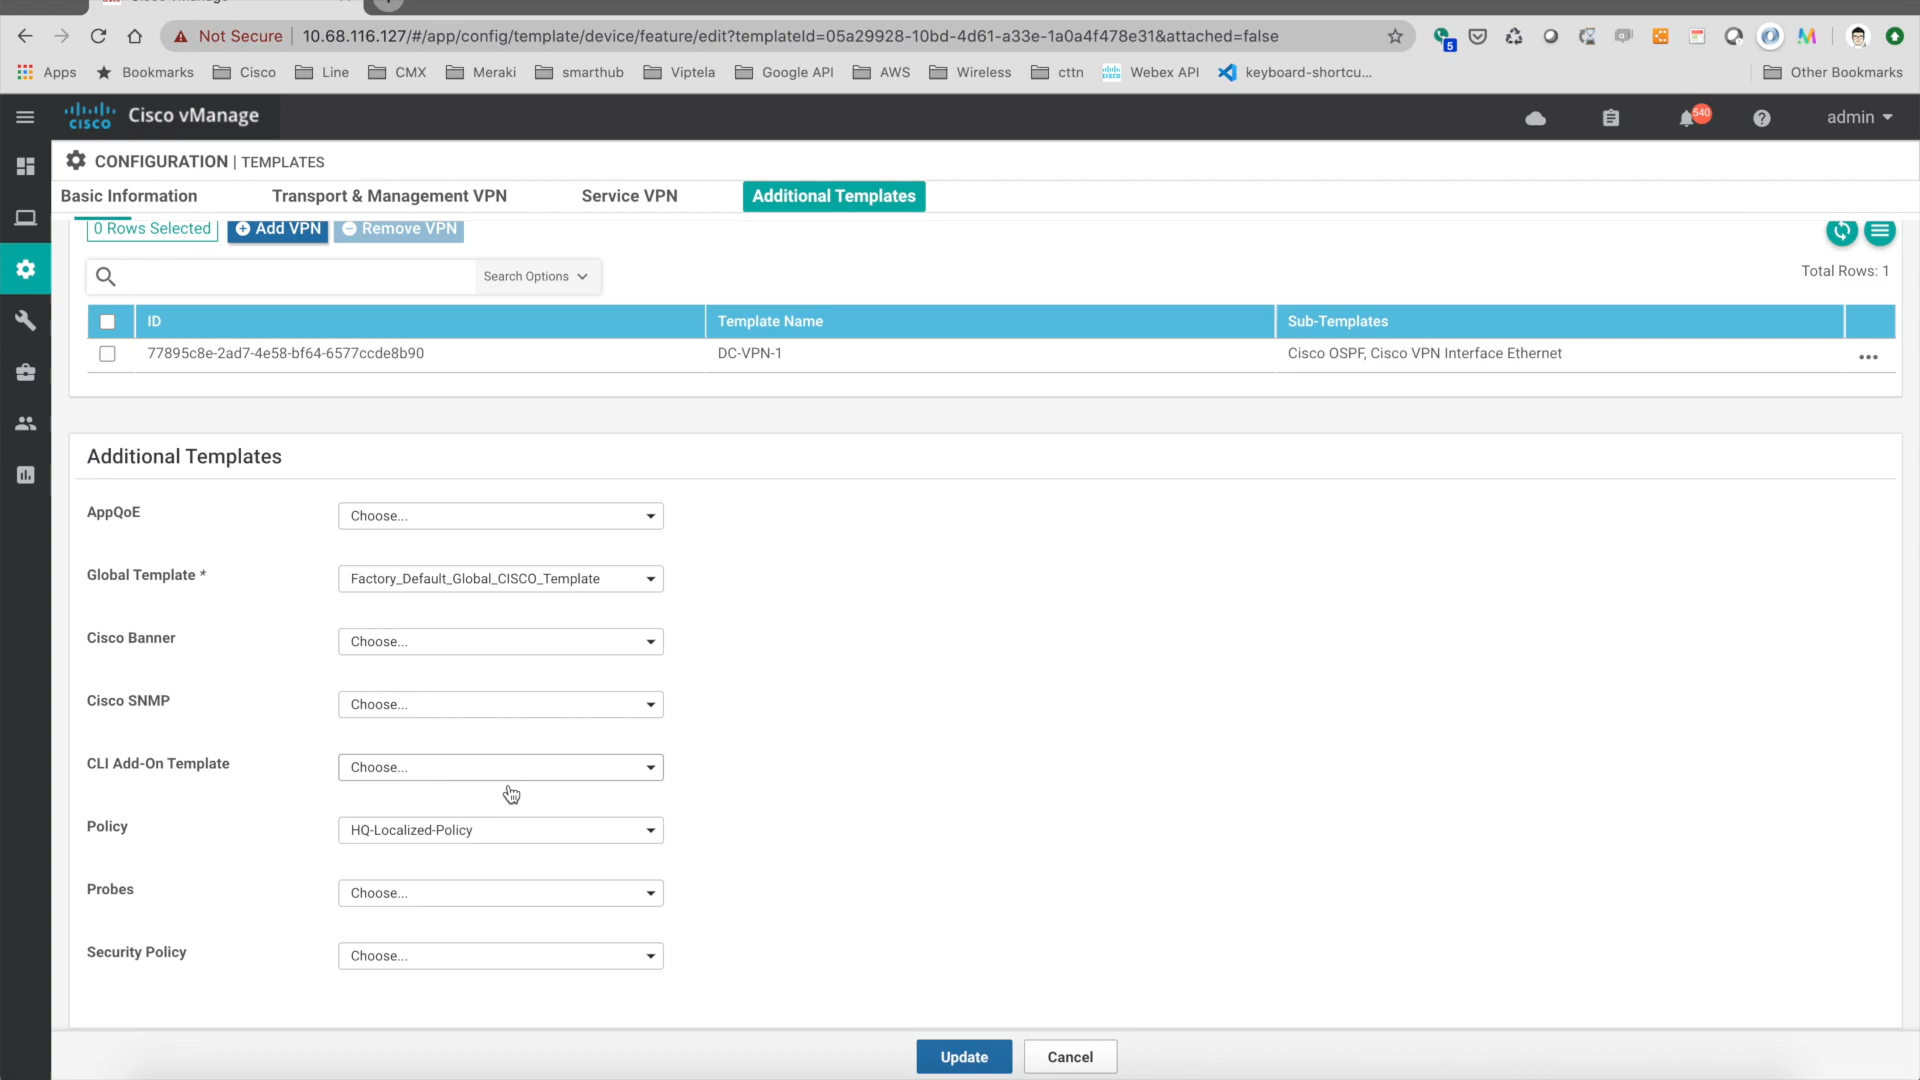 Not Secure
10.68.116.127/#/app/config/template/device/feature/edit?templateId=05a29928-10bd-4d61-a33e-1a0a4f478e31&attached=false
5
Apps
Bookmarks
Cisco
Line
CMX
Meraki
smarthub
Viptela
Google API
AWS
Wireless
cttn
Webex API
keyboard-shortcu...
Other Bookmarks
cisco
Cisco vManage
540
admin
CONFIGURATION | TEMPLATES
Basic Information
Transport & Management VPN
Service VPN
Additional Templates
0 Rows Selected
Add VPN
Remove VPN
Search Options
Total Rows: 1
ID
Template Name
Sub-Templates
77895c8e-2ad7-4e58-bf64-6577ccde8b90
DC-VPN-1
Cisco OSPF, Cisco VPN Interface Ethernet
Additional Templates
AppQoE
Choose...
Global Template *
Factory_Default_Global_CISCO_Template
Cisco Banner
Choose...
Cisco SNMP
Choose...
CLI Add-On Template
Choose...
Policy
HQ-Localized-Policy
Probes
Choose...
Security Policy
Choose...
Update
Cancel